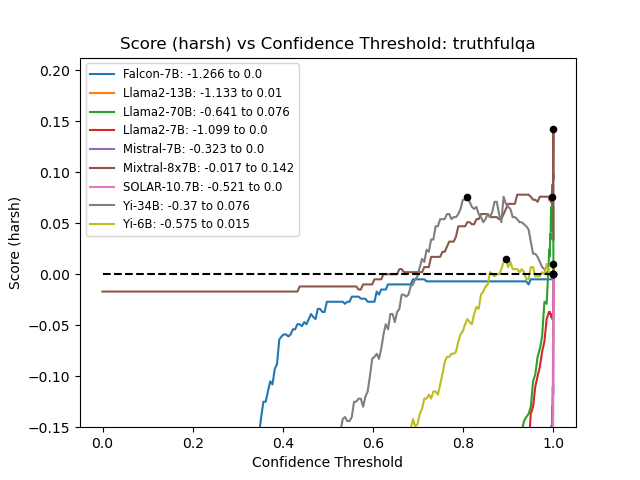 Score (harsh) vs Confidence Threshold: truthfulqa
Score (harsh)
0.20
0.15
0.10
0.05
0.00
−0.05
−0.10
−0.15
Falcon-7B: -1.266 to 0.0
Llama2-13B: -1.133 to 0.01
Llama2-70B: -0.641 to 0.076
Llama2-7B: -1.099 to 0.0
Mistral-7B: -0.323 to 0.0
Mixtral-8x7B: -0.017 to 0.142
SOLAR-10.7B: -0.521 to 0.0
Yi-34B: -0.37 to 0.076
Yi-6B: -0.575 to 0.015
0.0 0.2 0.4 0.6 0.8 1.0
Confidence Threshold